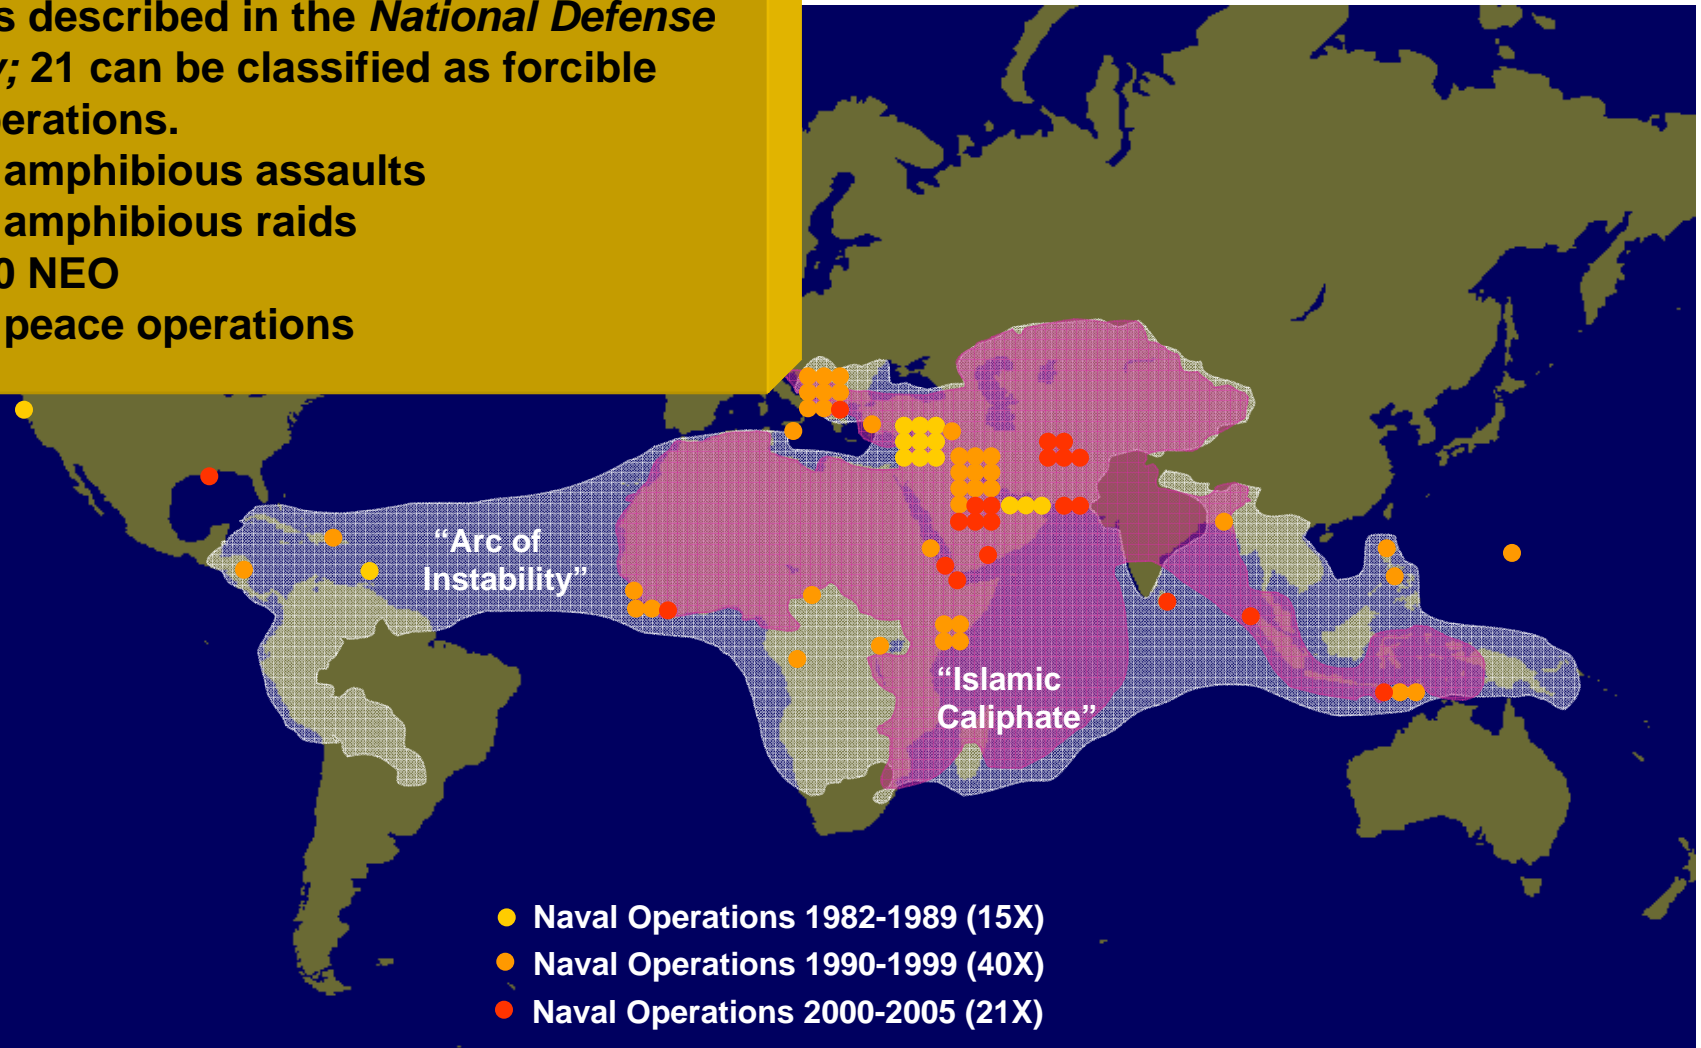 described in the National Defense
21 can be classified as forcible
amphibious assaults
amphibious raids
NEO
peace operations
“Arc of
Instability”
“Islamic
Caliphate”
Naval Operations 1982-1989 (15X)
Naval Operations 1990-1999 (40X)
Naval Operations 2000-2005 (21X)